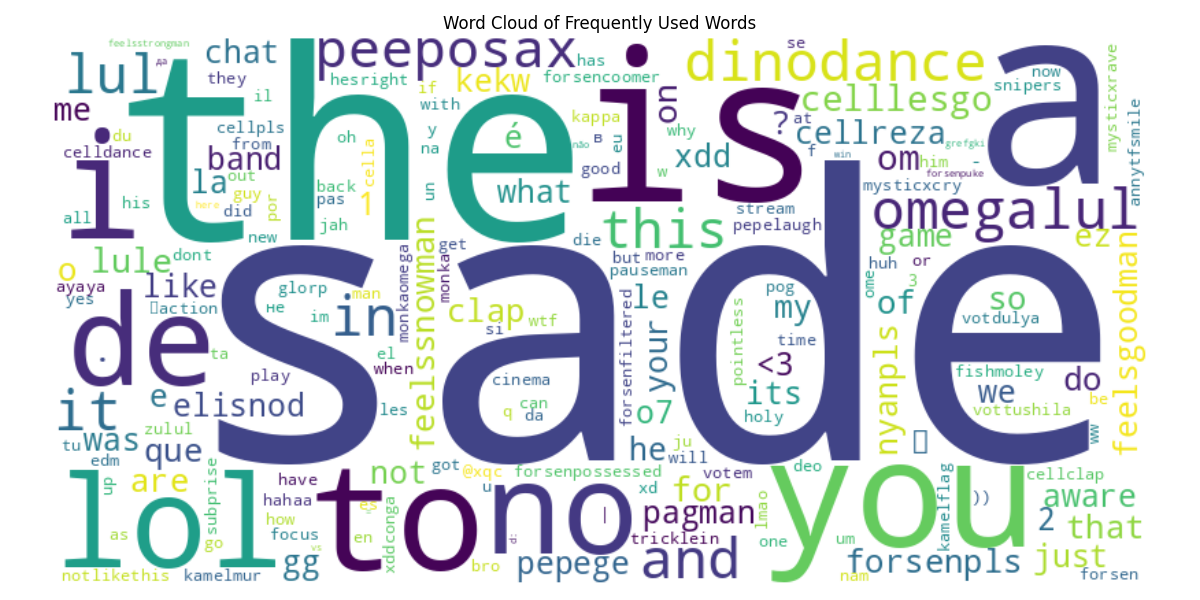 Word Cloud of Frequently Used Words
feelsstrongman
да
lul
chat
they
il
me
i
the
peeposax
hesright
kekw
if
with
has
forsencoomer
is
on
dinodance
se
celllesgo
?
at
cellreza
a
now
snipers
mysticxrave
annytfsmile
du
celldance
cellpls
from
band
la
out
guy
por
did
here
new
all
his
oh
cella
1
back
pas
jah
y
na
un
é
what
kappa
não
в
eu
good
why
w
xdd
f
win
om
him
grefgki
-
forsenpuke
mysticxcry
omegalul
stream
pepelaugh
this
die
but
more
pauseman
game
ez
o
lule
dont
ayaya
yes
like
action
de
.
glorp
не
im
man
in
monkaomega
monka
get
feelssnowman
clap
wtf
si
sade
cinema
q
can
da
forsenfiltered
le
your
pog
my
time
pointless
<3
its
holy
o7
huh
or
ome
3
of
so
votdulya
nyanpls
fishmoley
we
vottushila
do
be
ww
feelsgoodman
ta
el
when
play
les
it
e
elisnod
zulul
tu
was
que
edm
up
are
subprise
lol
as
go
notlikethis
kamelmur
gg
have
hahaa
how
focus
vs
to
es
en
xddconga
not
got
@xqc
u
forsenpossessed
no
|
d:
bro
pepege
tricklein
he
ju
will
xd
votem
for
pagman
and
lmao
one
deo
you
um
nam
forsenpls
kamelflag
))
cellclap
aware
2
that
just
forsen